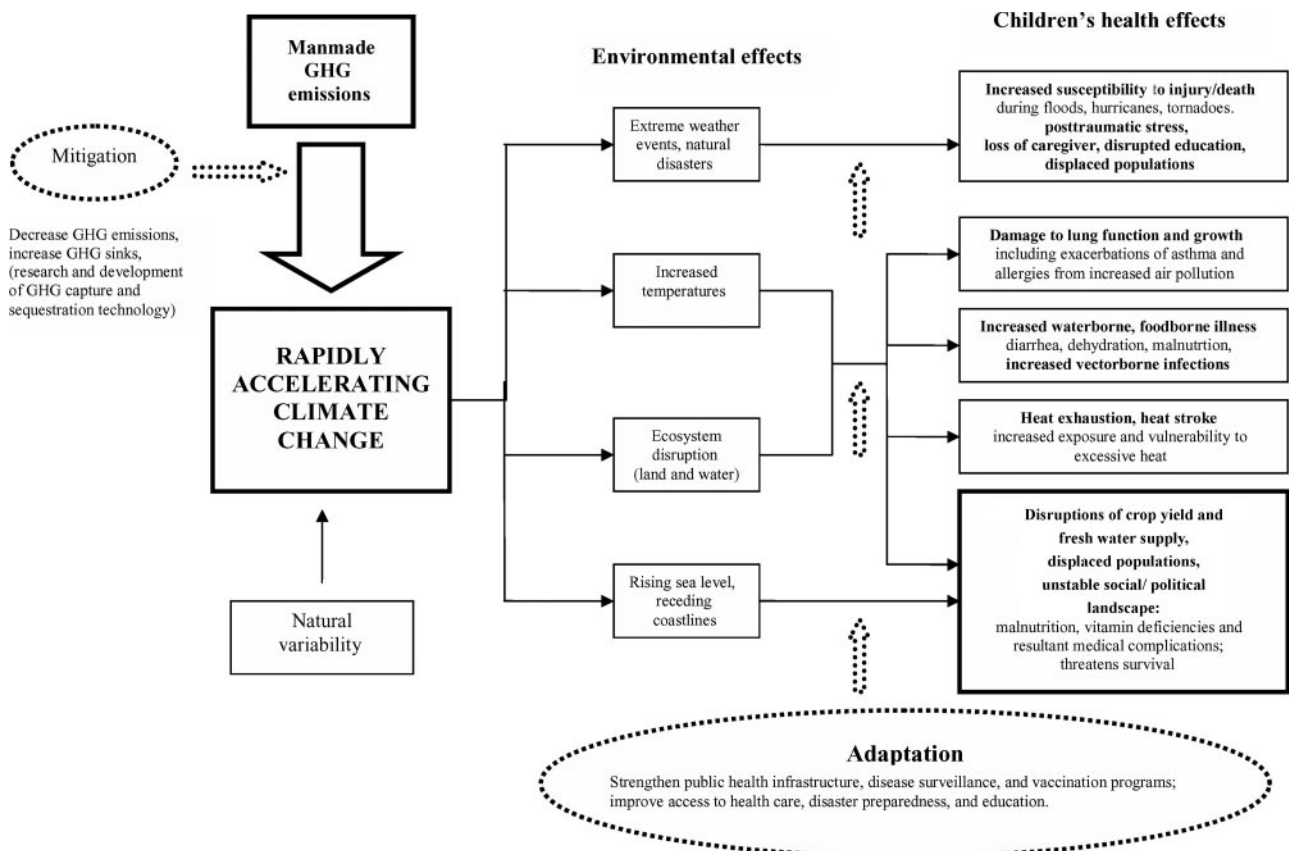 Children's health effects
Manmade
GHG
emissions
Environmental effects
Mitigation
Decrease GHG emissions,
increase GHG sinks,
(research and development
of GHG capture and
sequestration technology)
RAPIDLY
ACCELERATING
CLIMATE
CHANGE
Natural
variability
Extreme weather
events, natural
disasters
Increased
temperatures
Ecosystem
disruption
(land and water)
Rising sea level,
receding
coastlines
Increased susceptibility to injury/death
during floods, hurricanes, tornadoes.
posttraumatic stress,
loss of caregiver, disrupted education,
displaced populations
Damage to lung function and growth
including exacerbations of asthma and
allergies from increased air pollution
Increased waterborne, foodborne illness
diarrhea, dehydration, malnutrtion,
increased vectorborne infections
Heat exhaustion, heat stroke
increased exposure and vulnerability to
excessive heat
Disruptions of crop yield and
fresh water supply,
displaced populations,
unstable social/ political
landscape:
malnutrition, vitamin deficiencies and
resultant medical complications;
threatens survival
Adaptation
Strengthen public health infrastructure, disease surveillance, and vaccination programs;
improve access to health care, disaster preparedness, and education.